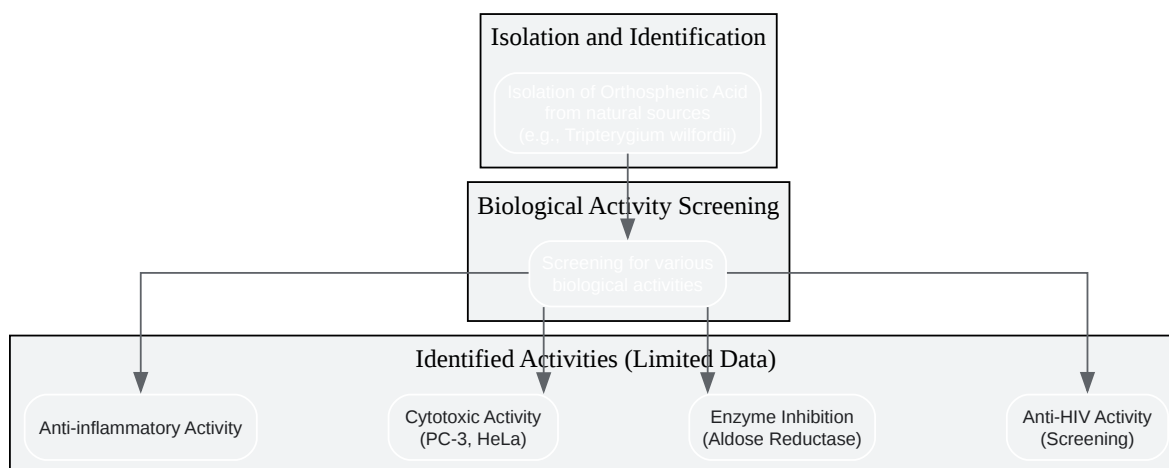 Isolation and Identification
Isolation of Orthosphenic Acid
from natural sources
(e.g., Tripterygium wilfordii)
Biological Activity Screening
Screening for various
biological activities
Identified Activities (Limited Data)
Anti-inflammatory Activity
Cytotoxic Activity
(PC-3, HeLa)
Enzyme Inhibition
(Aldose Reductase)
Anti-HIV Activity
(Screening)